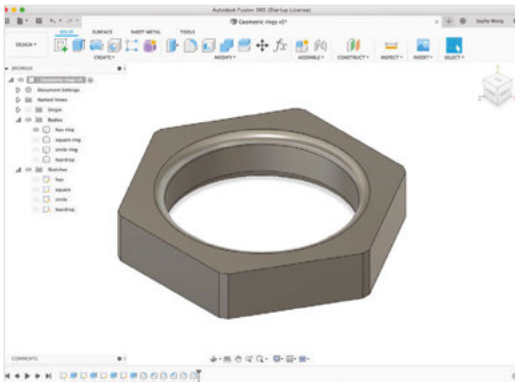 Autodesk Fusion 360 (Startup License)
Geometric rings v5*
Sophy Wong
DESIGN
SOLID
SURFACE
SHEET METAL
TOOLS
CREATE
MODIFY
ASSEMBLE
CONSTRUCT
INSPECT
INSERT
SELECT
BROWSER
Geometric rings v5
Document Settings
Named Views
Origin
Bodies
hex ring
square ring
circle ring
teardrop
Sketches
hex
square
circle
teardrop
COMMENTS